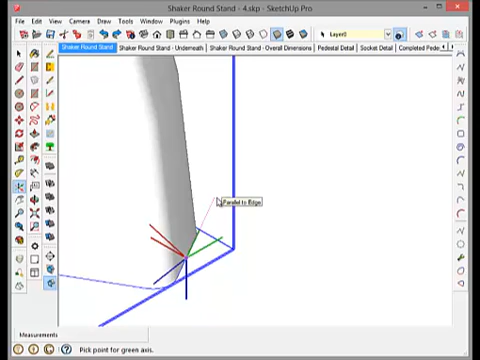 Shaker Round Stand - 4.skp - SketchUp Pro
File Edit View Camera Draw Tools Window Plugins Help
Layer0
Shaker Round Stand Shaker Round Stand - Underneath Shaker Round Stand - Overall Dimensions Pedestal Detail Socket Detail Completed Pede
Parallel to Edge
Measurements
Pick point for green axis.